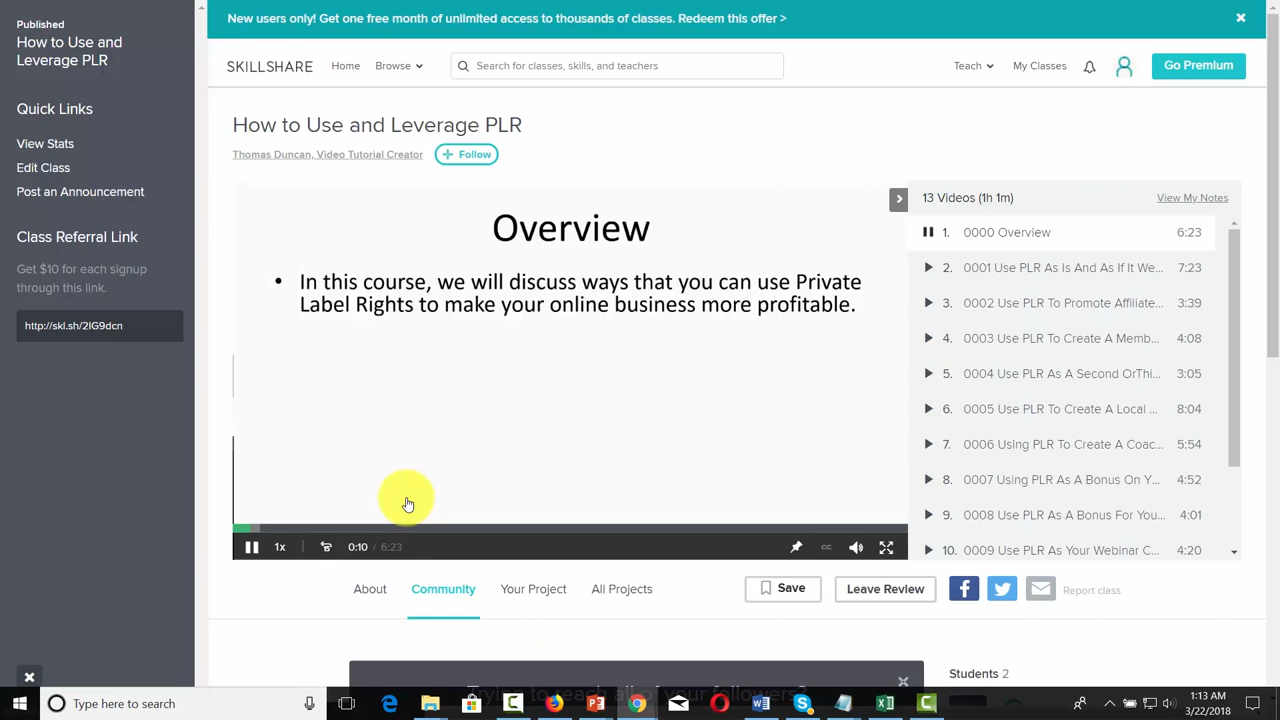 Published
How to Use and
Leverage PLR
Quick Links
View Stats
Edit Class
Post an Announcement
Class Referral Link
Get $10 for each signup
through this link.
http://skl.sh/2IG9dcn
New users only! Get one free month of unlimited access to thousands of classes. Redeem this offer >
SKILLSHARE Home Browse Search for classes, skills, and teachers Teach My Classes Go Premium
How to Use and Leverage PLR
Thomas Duncan, Video Tutorial Creator Follow
Overview
• In this course, we will discuss ways that you can use Private
Label Rights to make your online business more profitable.
1x 0:10 / 6:23 CC
13 Videos (1h 1m) View My Notes
1. 0000 Overview 6:23
2. 0001 Use PLR As Is And As If It We... 7:23
3. 0002 Use PLR To Promote Affiliate... 3:39
4. 0003 Use PLR To Create A Memb... 4:08
5. 0004 Use PLR As A Second OrThi... 3:05
6. 0005 Use PLR To Create A Local ... 8:04
7. 0006 Using PLR To Create A Coac... 5:54
8. 0007 Using PLR As A Bonus On Y... 4:52
9. 0008 Use PLR As A Bonus For You... 4:01
10. 0009 Use PLR As Your Webinar C... 4:20
About Community Your Project All Projects Save Leave Review Report class
Trying to reach all of your followers?
Students 2
Type here to search
1:13 AM
3/22/2018